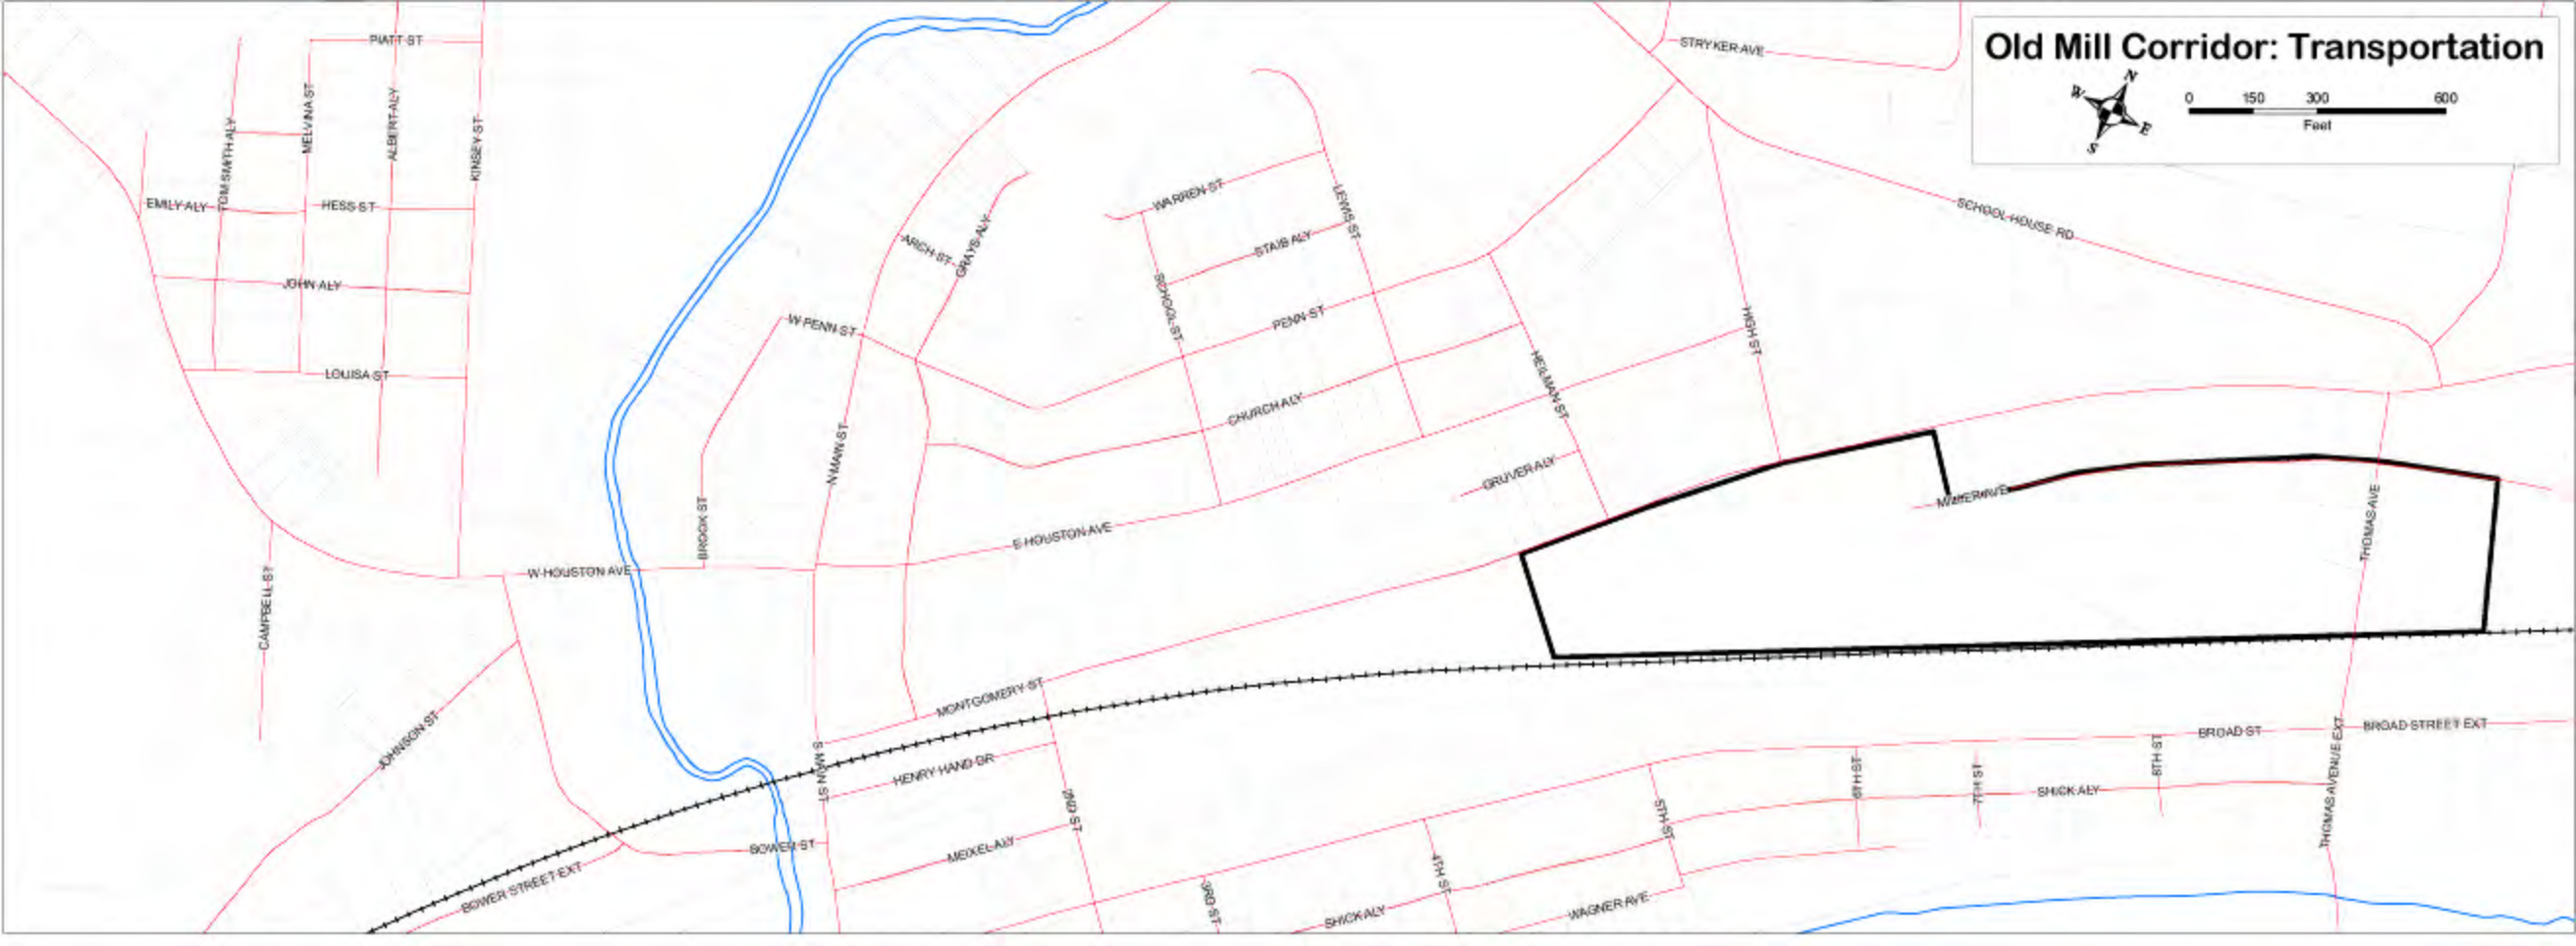 Old Mill Corridor: Transportation
N
W
E
S
0 150 300 600
Feet
PIATT ST
STRYKER AVE
MELVINA ST
ALBERT ALY
KINSEY ST
TOM SMITH ALY
EMILY ALY
HESS ST
WARREN ST
LEWIS ST
SCHOOL HOUSE RD
ARCH ST
GRAYS ALY
STAIB ALY
JOHN ALY
SCHOOL ST
W PENN ST
PENN ST
HIGH ST
LOUISA ST
HEILMAN ST
CHURCH ALY
N MAIN ST
GRUVER ALY
BROOK ST
E HOUSTON AVE
THOMAS AVE
W HOUSTON AVE
CAMPBELL ST
MONTGOMERY ST
JOHNSON ST
S MAIN ST
HENRY HAND DR
BROAD ST
BROAD STREET EXT
6TH ST
7TH ST
8TH ST
SHICK ALY
THOMAS AVENUE EXT
2ND ST
5TH ST
BOWER ST
MEIXEL ALY
BOWER STREET EXT
3RD ST
4TH ST
SHICK ALY
WAGNER AVE